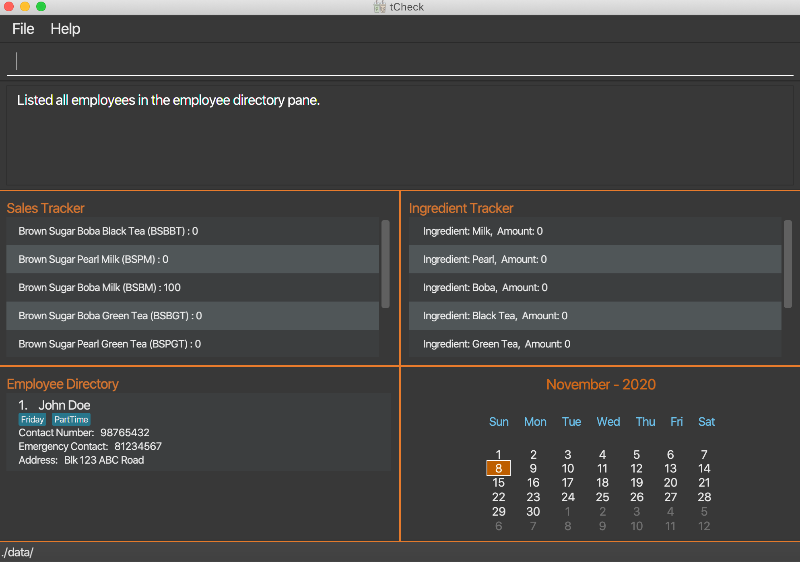 tCheck
File Help
Listed all employees in the employee directory pane.
Sales Tracker
Brown Sugar Boba Black Tea (BSBBT) : 0
Brown Sugar Pearl Milk (BSPM) : 0
Brown Sugar Boba Milk (BSBM) : 100
Brown Sugar Boba Green Tea (BSBGT) : 0
Brown Sugar Pearl Green Tea (BSPGT) : 0
Ingredient Tracker
Ingredient: Milk, Amount: 0
Ingredient: Pearl, Amount: 0
Ingredient: Boba, Amount: 0
Ingredient: Black Tea, Amount: 0
Ingredient: Green Tea, Amount: 0
Employee Directory
1. John Doe
Friday PartTime
Contact Number: 98765432
Emergency Contact: 81234567
Address: Blk 123 ABC Road
November - 2020
Sun Mon Tue Wed Thu Fri Sat
1 2 3 4 5 6 7
8 9 10 11 12 13 14
15 16 17 18 19 20 21
22 23 24 25 26 27 28
29 30 1 2 3 4 5
6 7 8 9 10 11 12
./data/